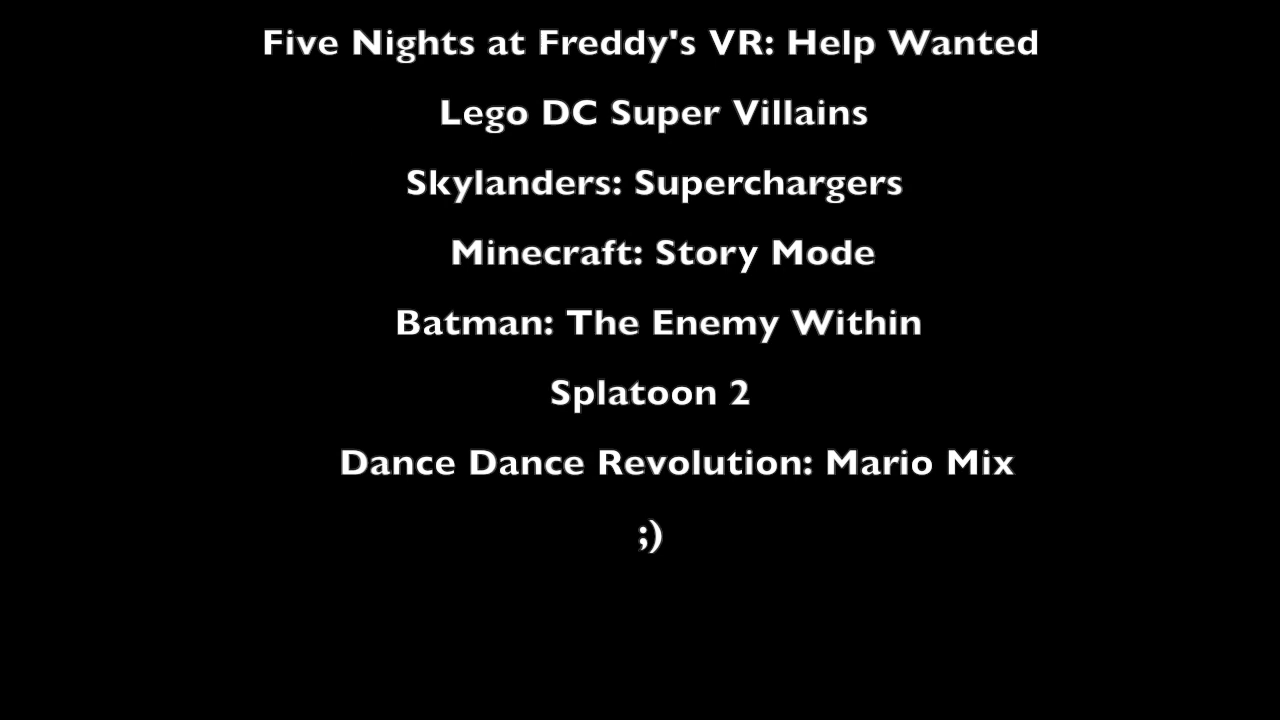 Five Nights at Freddy's VR: Help Wanted
Lego DC Super Villains
Skylanders: Superchargers
Minecraft: Story Mode
Batman: The Enemy Within
Splatoon 2
Dance Dance Revolution: Mario Mix
;)